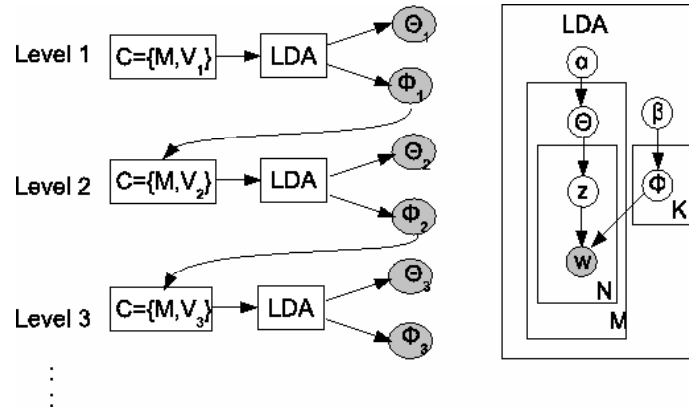 Level 1
C={M,V₁}
LDA
Θ₁
Φ₁
Level 2
C={M,V₂}
LDA
Θ₂
Φ₂
Level 3
C={M,V₃}
LDA
Θ₃
Φ₃
LDA
α
Θ
β
z
Φ
K
w
N
M